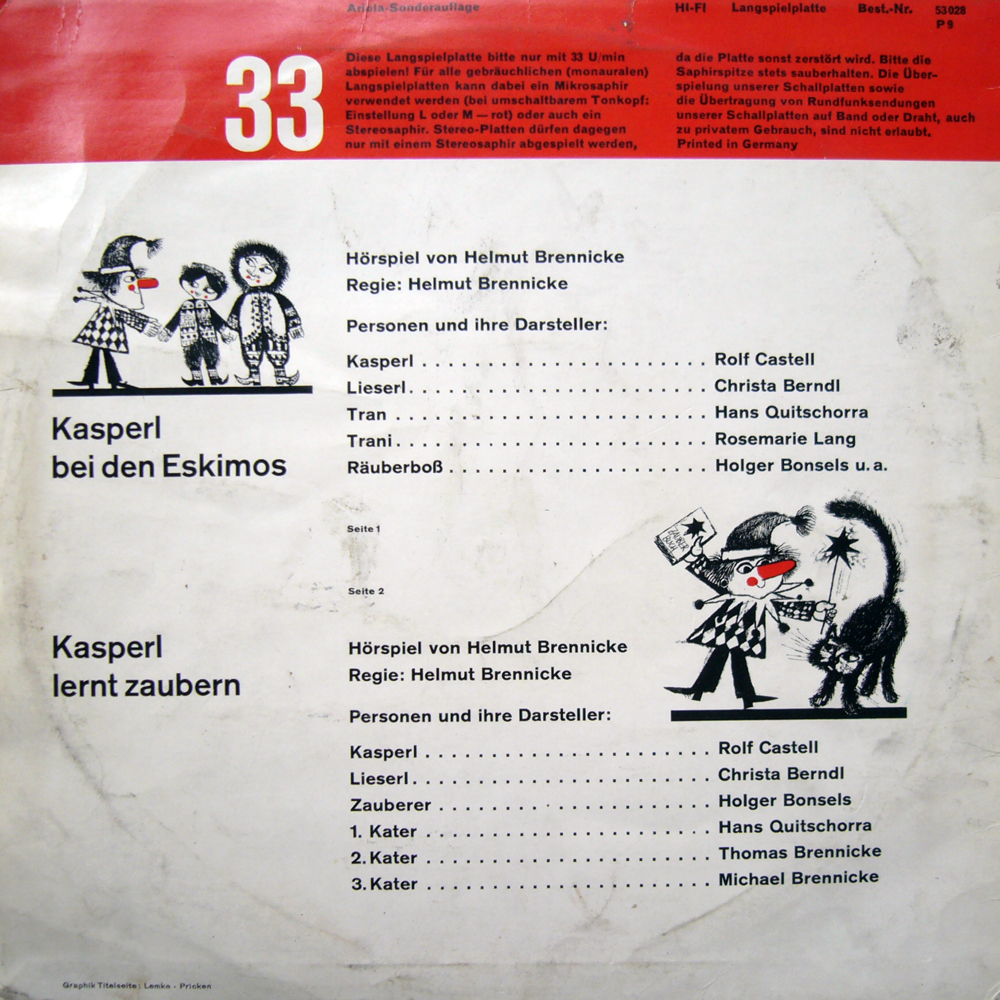 Ariola-Sonderauflage
HI-FI Langspielplatte Best.-Nr. 53028
P 9
33
Diese Langspielplatte bitte nur mit 33 U/min
abspielen! Für alle gebräuchlichen (monauralen)
Langspielplatten kann dabei ein Mikrosaphir
verwendet werden (bei umschaltbarem Tonkopf:
Einstellung L oder M — rot) oder auch ein
Stereosaphir. Stereo-Platten dürfen dagegen
nur mit einem Stereosaphir abgespielt werden,
da die Platte sonst zerstört wird. Bitte die
Saphirspitze stets sauberhalten. Die Über-
spielung unserer Schallplatten sowie
die Übertragung von Rundfunksendungen
unserer Schallplatten auf Band oder Draht, auch
zu privatem Gebrauch, sind nicht erlaubt.
Printed in Germany
Kasperl
bei den Eskimos
Hörspiel von Helmut Brennicke
Regie: Helmut Brennicke
Personen und ihre Darsteller:
Kasperl . . . . . . . . . . . . . . . . . . . . . . Rolf Castell
Lieserl . . . . . . . . . . . . . . . . . . . . . . . Christa Berndl
Tran . . . . . . . . . . . . . . . . . . . . . . . . Hans Quitschorra
Trani . . . . . . . . . . . . . . . . . . . . . . . . Rosemarie Lang
Räuberboß . . . . . . . . . . . . . . . . . . . . Holger Bonsels u. a.
Seite 1
ZAUBER
BUCH
Seite 2
Kasperl
lernt zaubern
Hörspiel von Helmut Brennicke
Regie: Helmut Brennicke
Personen und ihre Darsteller:
Kasperl . . . . . . . . . . . . . . . . . . . . . . Rolf Castell
Lieserl . . . . . . . . . . . . . . . . . . . . . . . Christa Berndl
Zauberer . . . . . . . . . . . . . . . . . . . . . Holger Bonsels
1. Kater . . . . . . . . . . . . . . . . . . . . . . Hans Quitschorra
2. Kater . . . . . . . . . . . . . . . . . . . . . . Thomas Brennicke
3. Kater . . . . . . . . . . . . . . . . . . . . . . Michael Brennicke
Graphik Titelseite: Lemke - Pricken